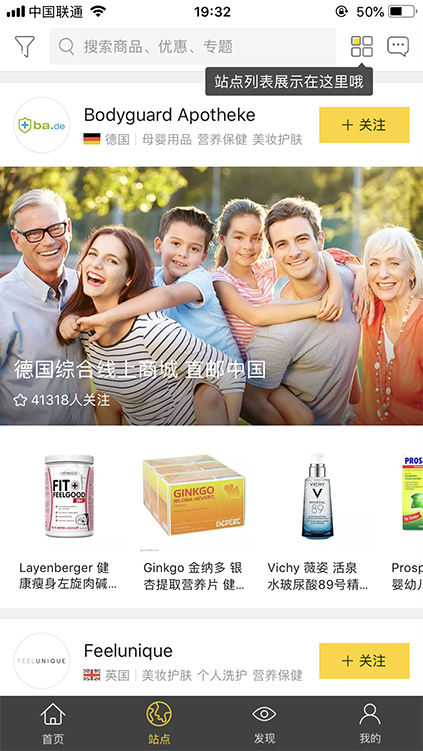 中国联通
19:32
50%
搜索商品、优惠、专题
站点列表展示在这里哦
ba.de
Bodyguard Apotheke
德国 | 母婴用品 营养保健 美妆护肤
+ 关注
德国综合线上商城 直邮中国
41318人关注
FIT+
FEELGOOD
GINKGO
BILOBA HEVERT
HEVERT
VICHY
MINÉRAL
89
PROS
Layenberger 健
康瘦身左旋肉碱...
Ginkgo 金纳多 银
杏提取营养片 健...
Vichy 薇姿 活泉
水玻尿酸89号精...
Prosp
婴幼儿
FEELUNIQUE
Feelunique
英国 | 美妆护肤 个人洗护 营养保健
+ 关注
首页
站点
发现
我的